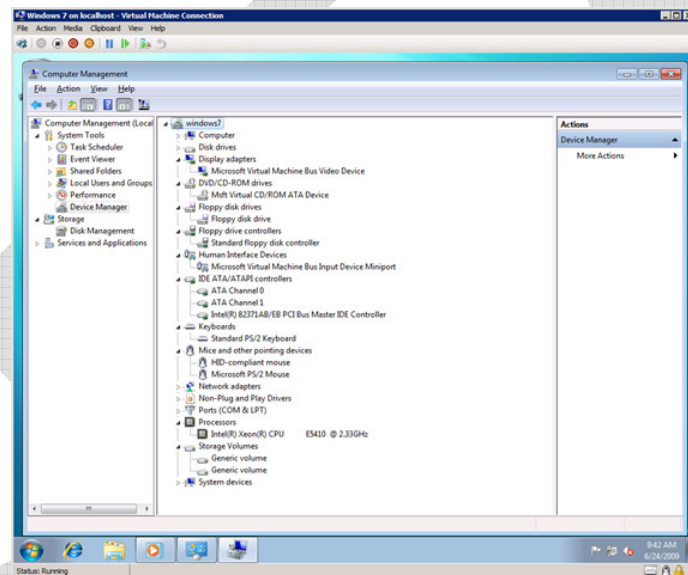 Windows 7 on localhost - Virtual Machine Connection
File Action Media Clipboard View Help
Computer Management
File Action View Help
Computer Management (Local
System Tools
Task Scheduler
Event Viewer
Shared Folders
Local Users and Groups
Performance
Device Manager
Storage
Disk Management
Services and Applications
windows7
Computer
Disk drives
Display adapters
Microsoft Virtual Machine Bus Video Device
DVD/CD-ROM drives
Msft Virtual CD/ROM ATA Device
Floppy disk drives
Floppy disk drive
Floppy drive controllers
Standard floppy disk controller
Human Interface Devices
Microsoft Virtual Machine Bus Input Device Miniport
IDE ATA/ATAPI controllers
ATA Channel 0
ATA Channel 1
Intel(R) 82371AB/EB PCI Bus Master IDE Controller
Keyboards
Standard PS/2 Keyboard
Mice and other pointing devices
HID-compliant mouse
Microsoft PS/2 Mouse
Network adapters
Non-Plug and Play Drivers
Ports (COM & LPT)
Processors
Intel(R) Xeon(R) CPU E5410 @ 2.33GHz
Storage Volumes
Generic volume
Generic volume
System devices
Actions
Device Manager
More Actions
9:42 AM
6/24/2009
Status: Running